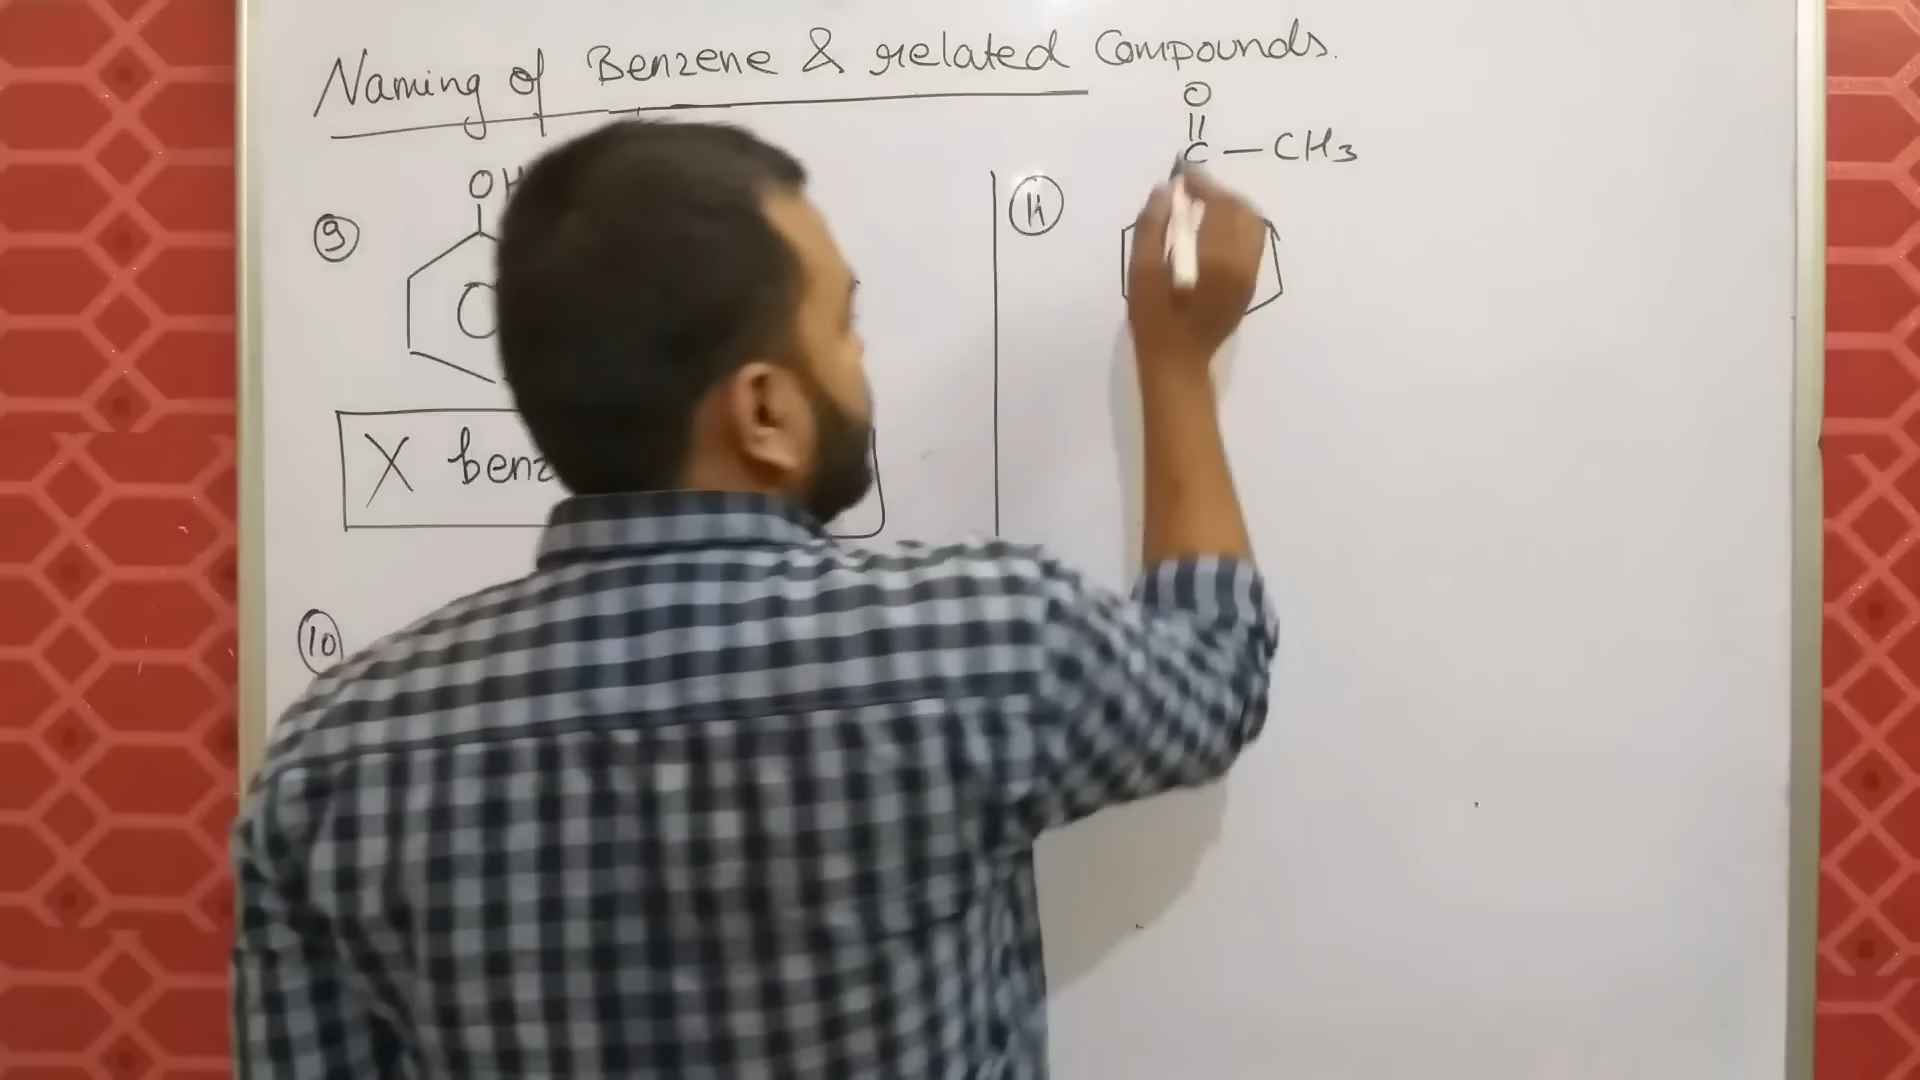 Naming of Benzene & related Compounds.
O
C — CH3
OH
9
11
X benz
10